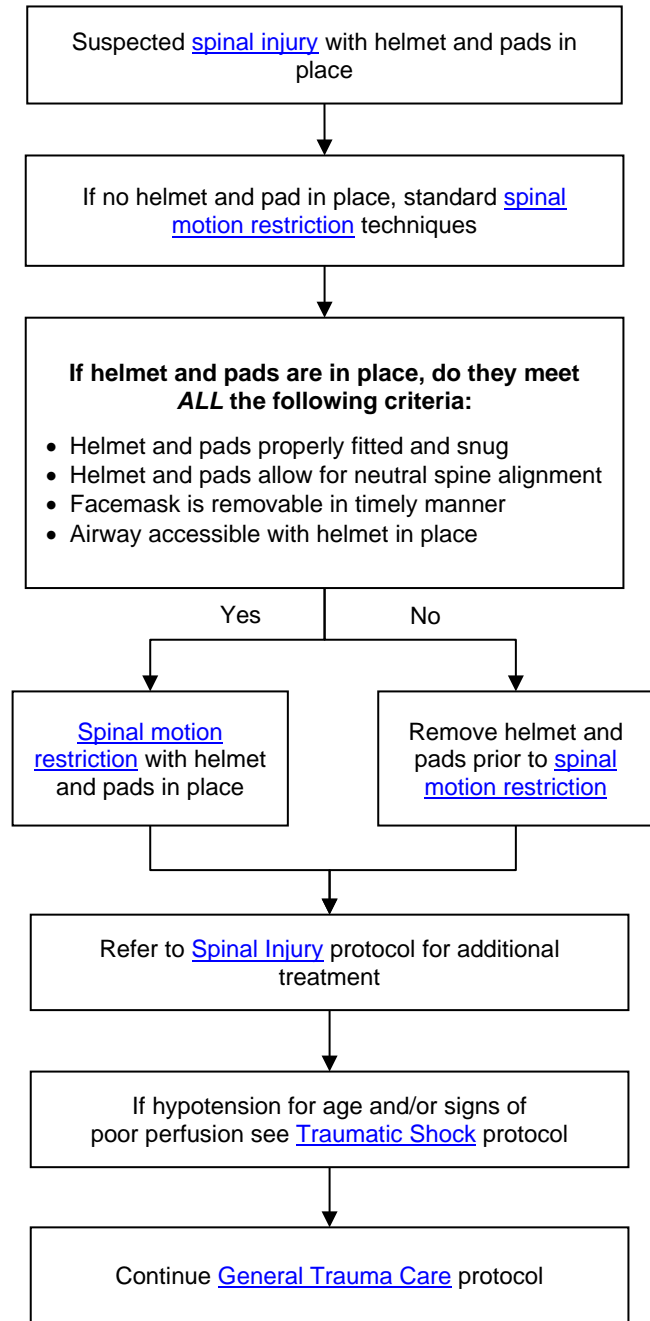 Suspected spinal injury with helmet and pads in
place
If no helmet and pad in place, standard spinal
motion restriction techniques
If helmet and pads are in place, do they meet
ALL the following criteria:
• Helmet and pads properly fitted and snug
• Helmet and pads allow for neutral spine alignment
• Facemask is removable in timely manner
• Airway accessible with helmet in place
Yes
No
Spinal motion
restriction with helmet
and pads in place
Remove helmet and
pads prior to spinal
motion restriction
Refer to Spinal Injury protocol for additional
treatment
If hypotension for age and/or signs of
poor perfusion see Traumatic Shock protocol
Continue General Trauma Care protocol